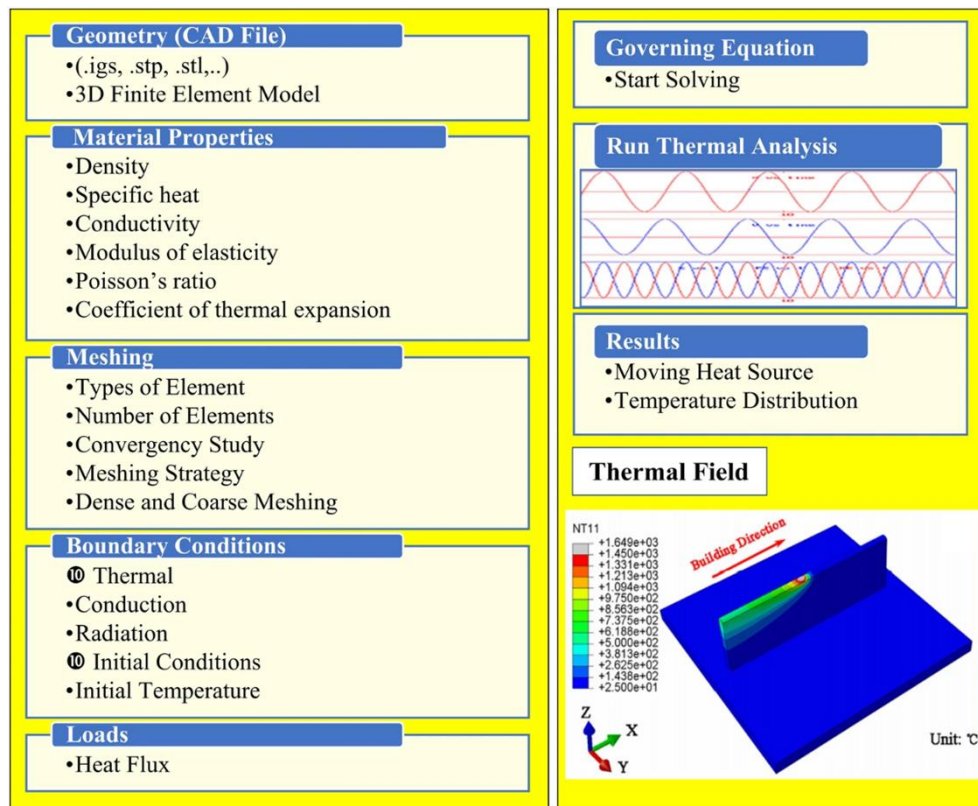 Geometry (CAD File)
•(.igs, .stp, .stl,..)
•3D Finite Element Model
Material Properties
•Density
•Specific heat
•Conductivity
•Modulus of elasticity
•Poisson’s ratio
•Coefficient of thermal expansion
Meshing
•Types of Element
•Number of Elements
•Convergency Study
•Meshing Strategy
•Dense and Coarse Meshing
Boundary Conditions
❿ Thermal
•Conduction
•Radiation
❿ Initial Conditions
•Initial Temperature
Loads
•Heat Flux
Governing Equation
•Start Solving
Run Thermal Analysis
Results
•Moving Heat Source
•Temperature Distribution
Thermal Field
NT11
+1.649e+03
+1.450e+03
+1.331e+03
+1.213e+03
+1.094e+03
+9.750e+02
+8.563e+02
+7.375e+02
+6.188e+02
+5.000e+02
+3.813e+02
+2.625e+02
+1.438e+02
+2.500e+01
Building Direction
Z
X
Y
Unit: ℃